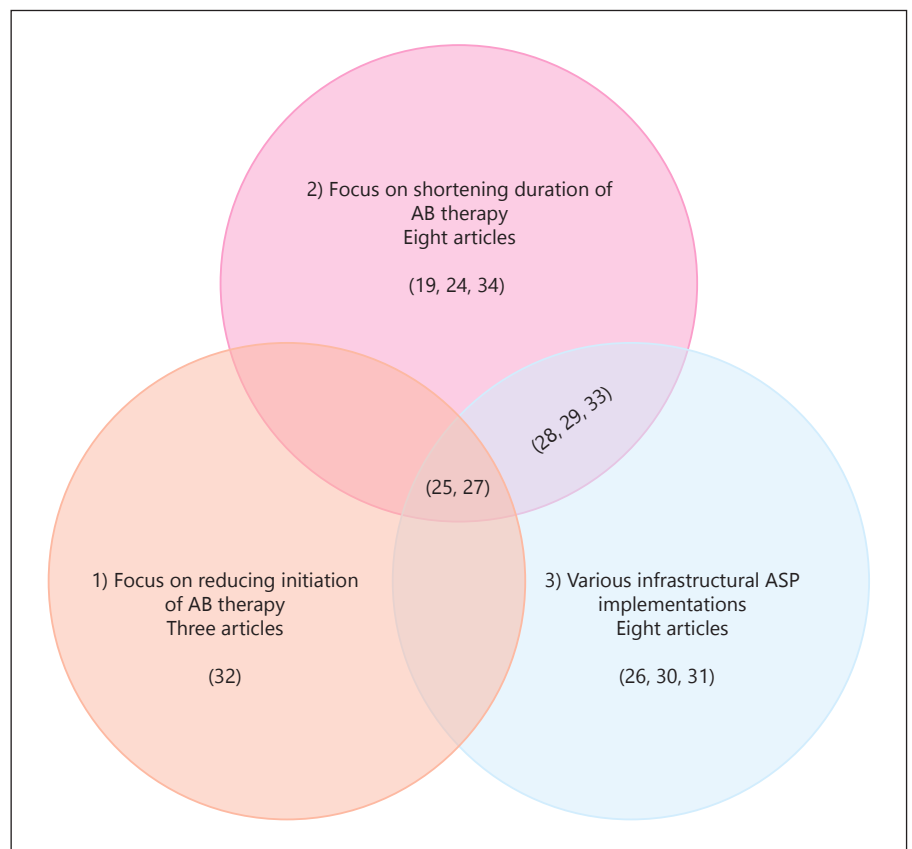 2) Focus on shortening duration of
AB therapy
Eight articles
(19, 24, 34)
(28, 29, 33)
(25, 27)
1) Focus on reducing initiation
of AB therapy
Three articles
(32)
3) Various infrastructural ASP
implementations
Eight articles
(26, 30, 31)